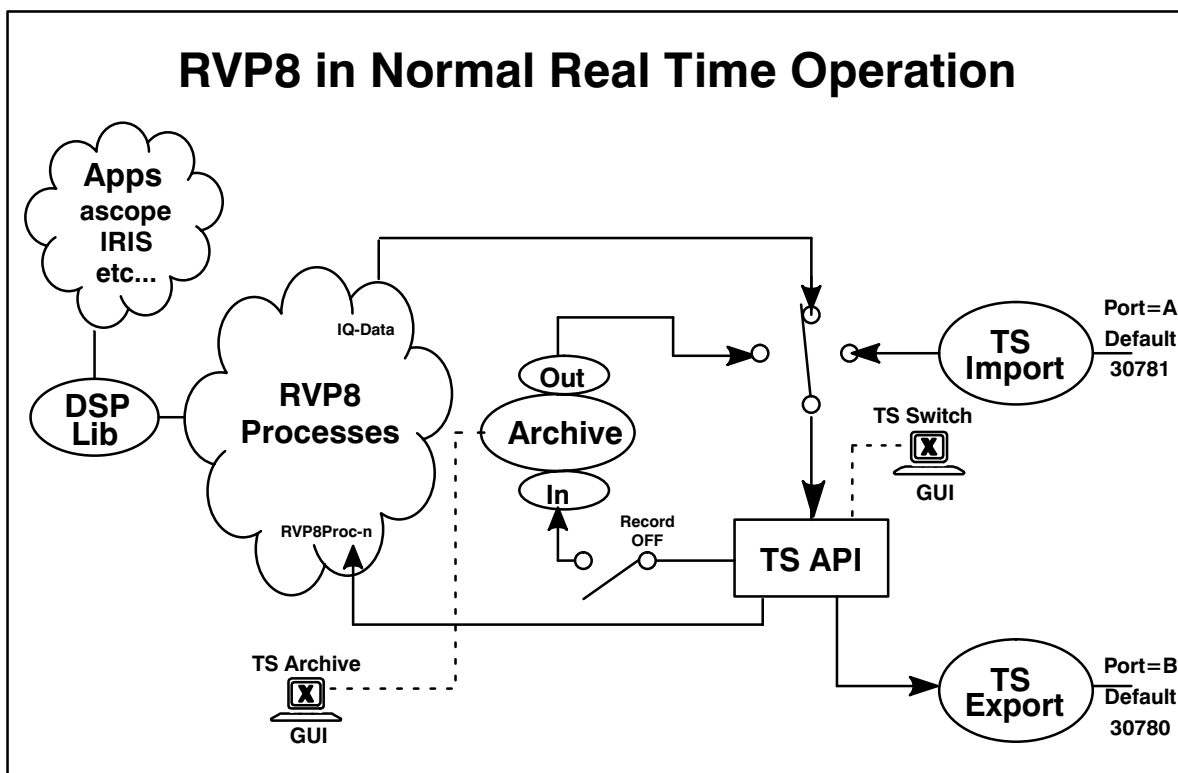 RVP8 in Normal Real Time Operation
Apps
ascope
IRIS
etc...
DSP
Lib
IQ-Data
RVP8
Processes
RVP8Proc-n
Out
Archive
In
Record
OFF
TS
Import
Port=A
Default
30781
TS Switch
X
GUI
TS API
TS Archive
X
GUI
TS
Export
Port=B
Default
30780